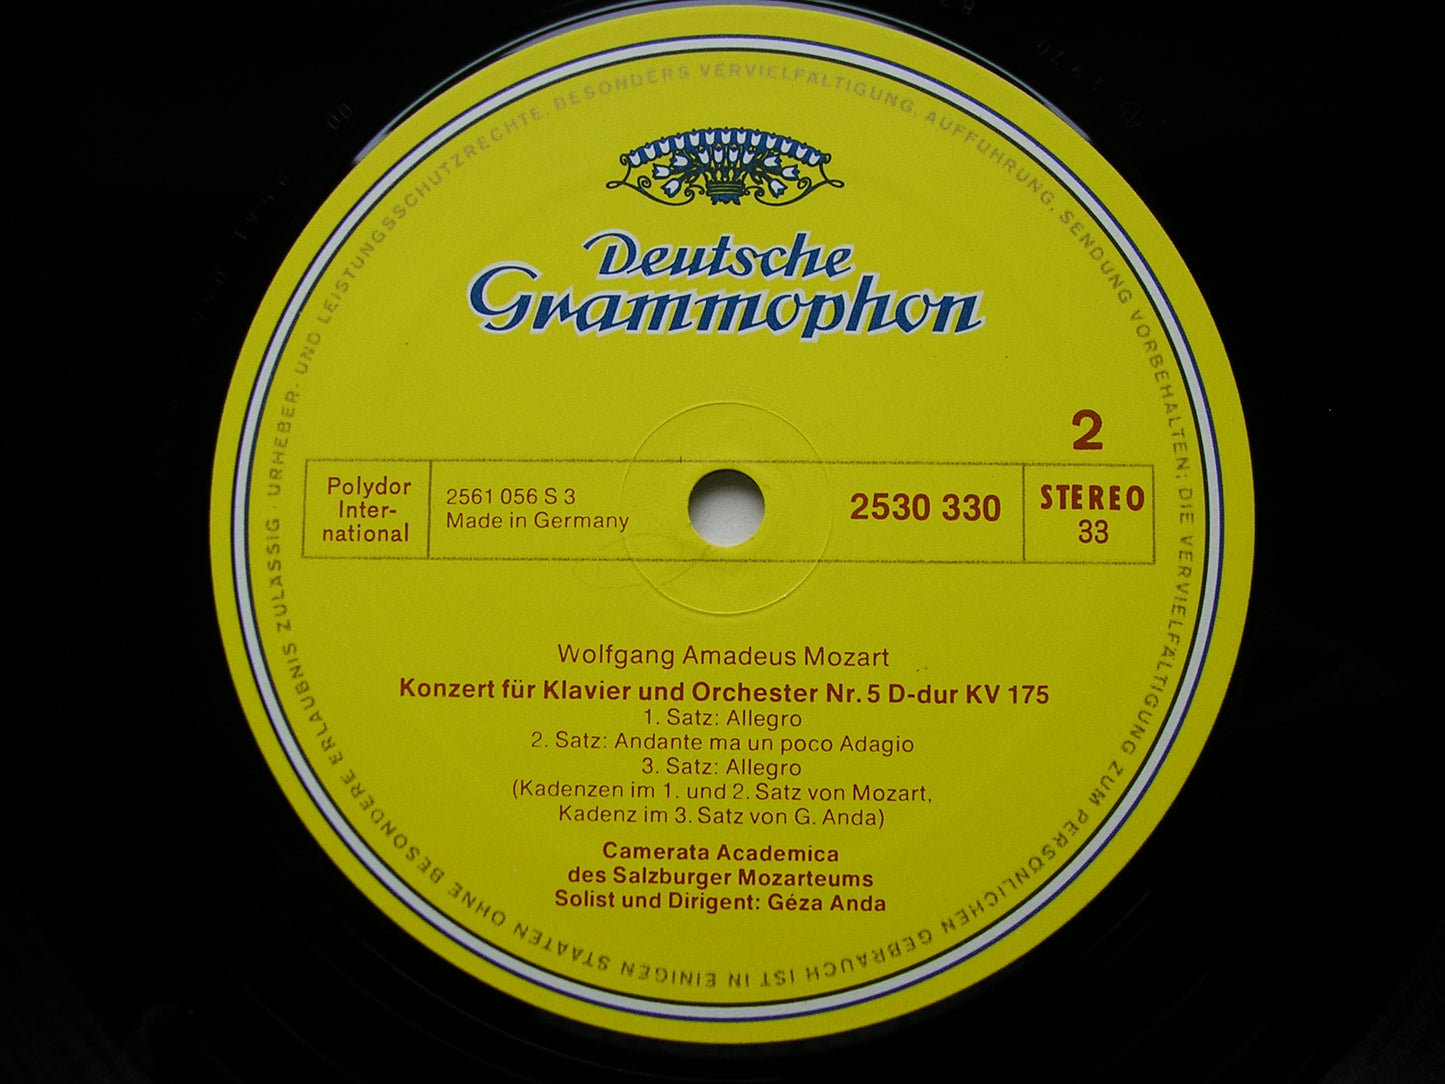 URHEBER- UND LEISTUNGSSCHUTZRECHTE, BESONDERS VERVIELFÄLTIGUNG, AUFFÜHRUNG, SENDUNG VORBEHALTEN; DIE VERVIELFÄLTIGUNG ZUM PERSÖNLICHEN GEBRAUCH IST IN EINIGEN STAATEN OHNE BESONDERE ERLAUBNIS ZULÄSSIG ·
Deutsche
Grammophon
2
Polydor
Inter-
national
2561 056 S 3
Made in Germany
2530 330
STEREO
33
Wolfgang Amadeus Mozart
Konzert für Klavier und Orchester Nr. 5 D-dur KV 175
1. Satz: Allegro
2. Satz: Andante ma un poco Adagio
3. Satz: Allegro
(Kadenzen im 1. und 2. Satz von Mozart,
Kadenz im 3. Satz von G. Anda)
Camerata Academica
des Salzburger Mozarteums
Solist und Dirigent: Géza Anda